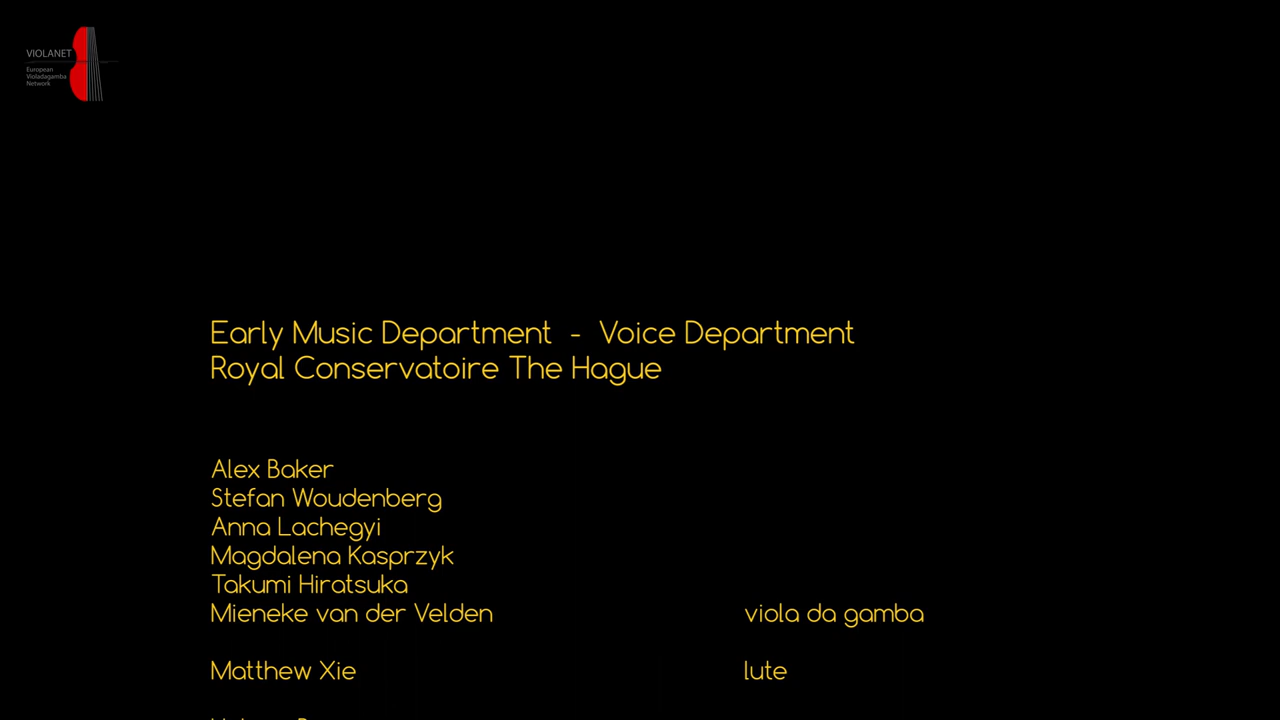 VIOLANET
European
Violadagamba
Network
Early Music Department - Voice Department
Royal Conservatoire The Hague
Alex Baker
Stefan Woudenberg
Anna Lachegyi
Magdalena Kasprzyk
Takumi Hiratsuka
Mieneke van der Velden viola da gamba
Matthew Xie lute